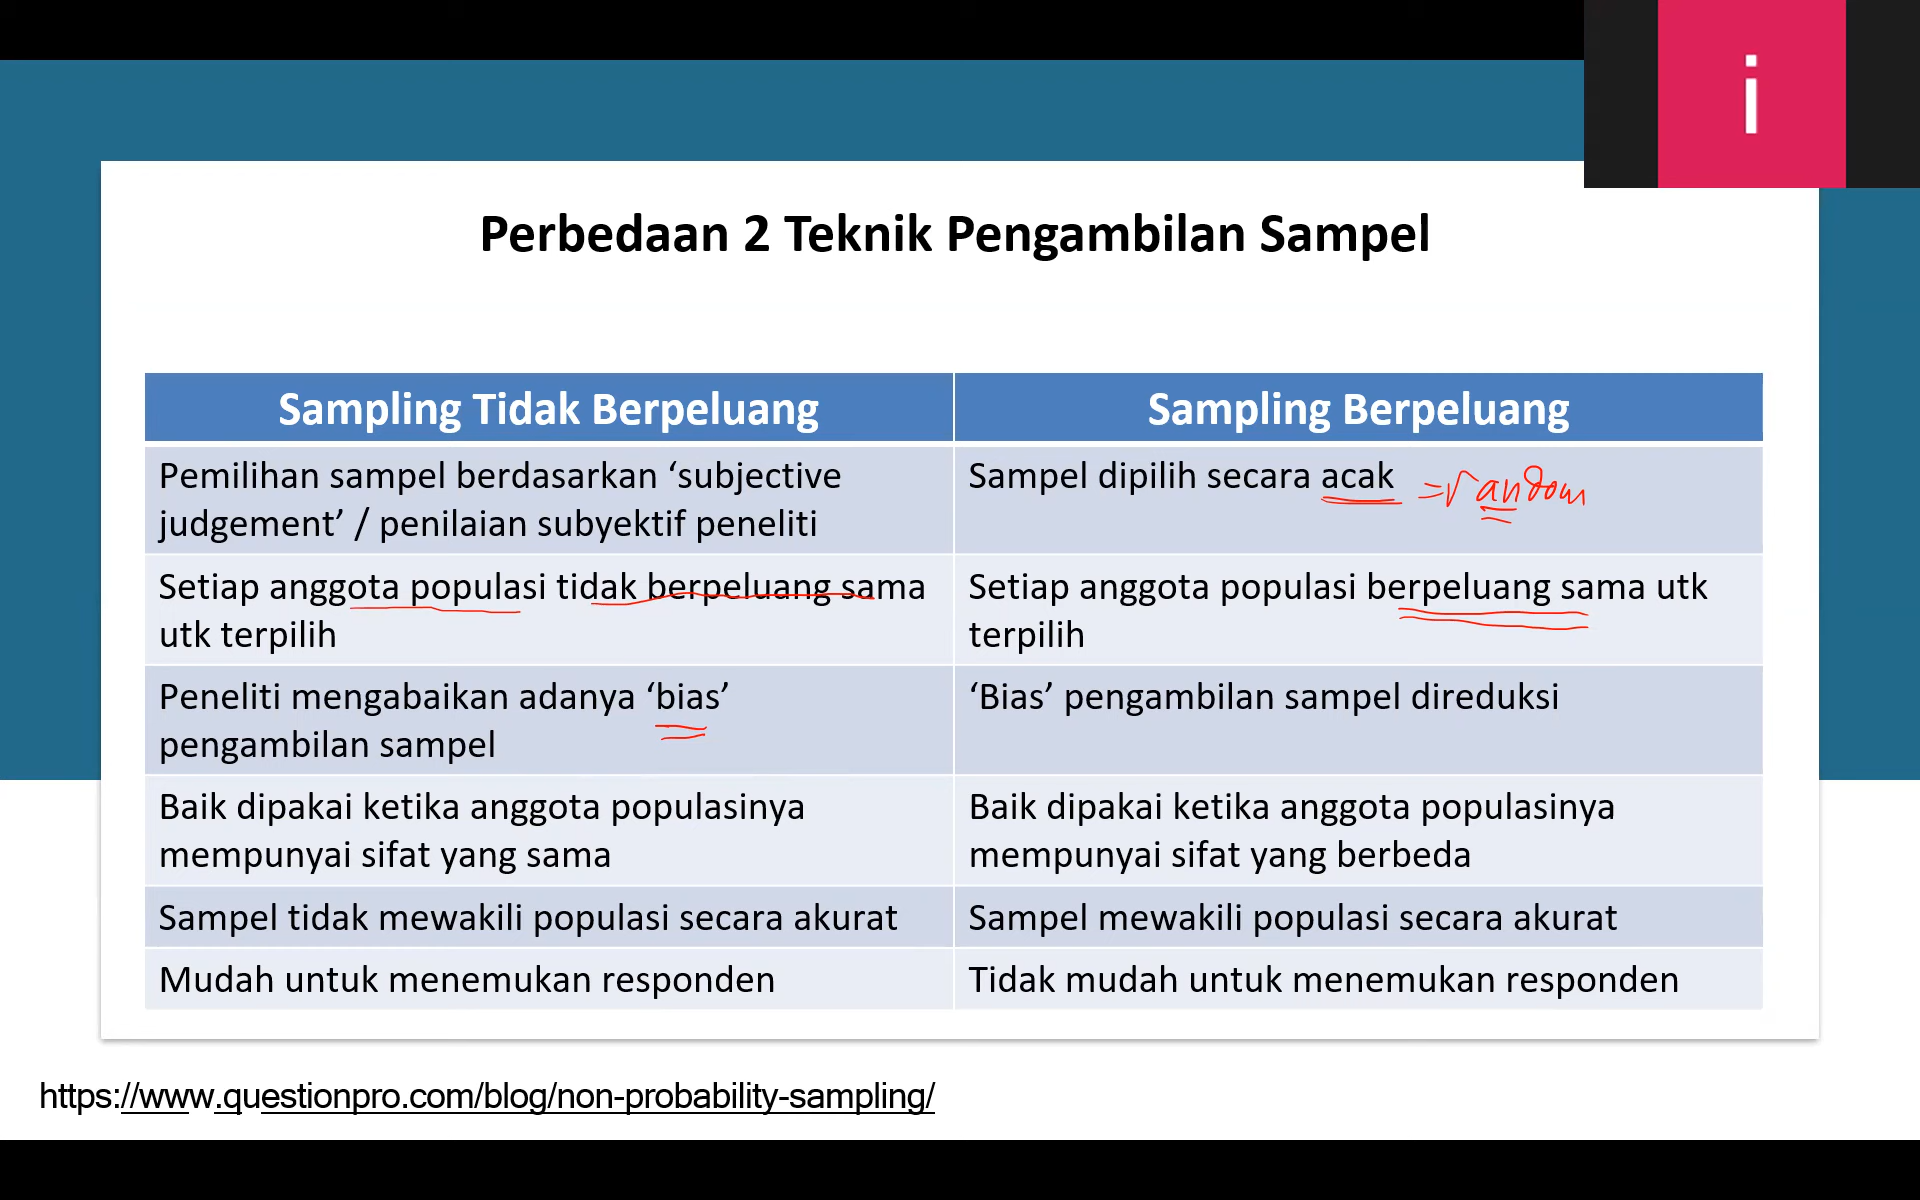 i
Perbedaan 2 Teknik Pengambilan Sampel
Sampling Tidak Berpeluang
Sampling Berpeluang
Pemilihan sampel berdasarkan ‘subjective
judgement’ / penilaian subyektif peneliti
Sampel dipilih secara acak = random
Setiap anggota populasi tidak berpeluang sama
utk terpilih
Setiap anggota populasi berpeluang sama utk
terpilih
Peneliti mengabaikan adanya ‘bias’
pengambilan sampel
‘Bias’ pengambilan sampel direduksi
Baik dipakai ketika anggota populasinya
mempunyai sifat yang sama
Baik dipakai ketika anggota populasinya
mempunyai sifat yang berbeda
Sampel tidak mewakili populasi secara akurat
Sampel mewakili populasi secara akurat
Mudah untuk menemukan responden
Tidak mudah untuk menemukan responden
https://www.questionpro.com/blog/non-probability-sampling/